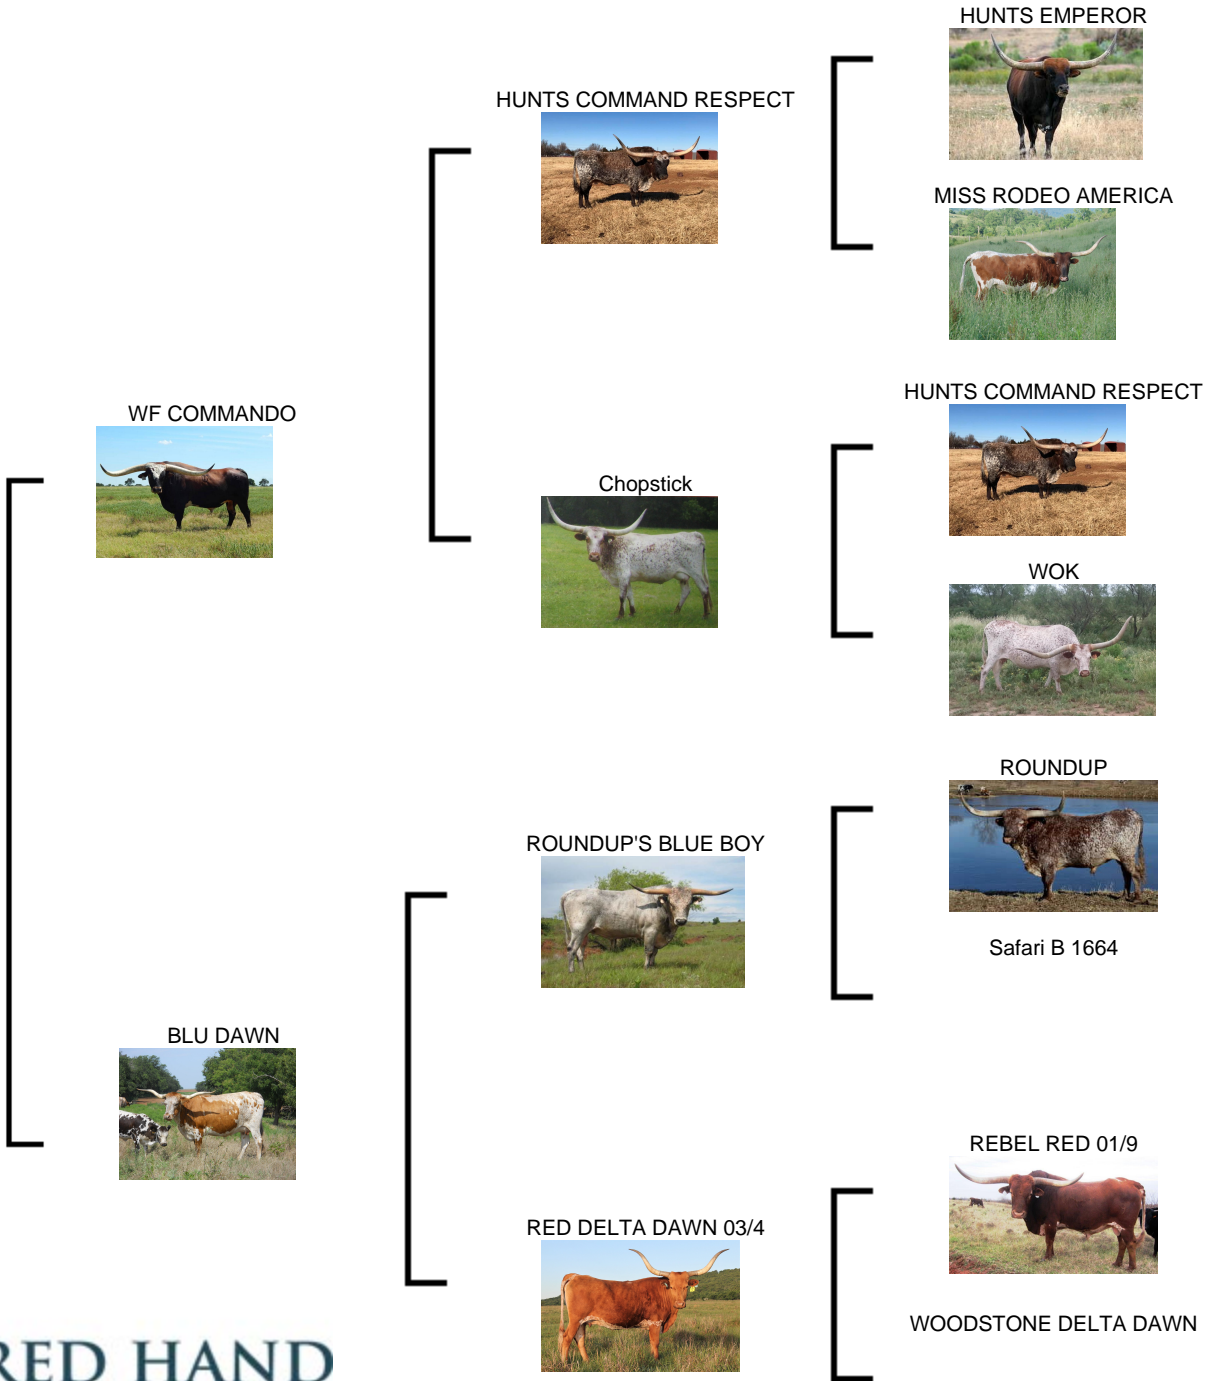 HUNTS EMPEROR
HUNTS COMMAND RESPECT
MISS RODEO AMERICA
HUNTS COMMAND RESPECT
WF COMMANDO
Chopstick
WOK
ROUNDUP
ROUNDUP'S BLUE BOY
Safari B 1664
BLU DAWN
REBEL RED 01/9
RED DELTA DAWN 03/4
WOODSTONE DELTA DAWN
RED HAND